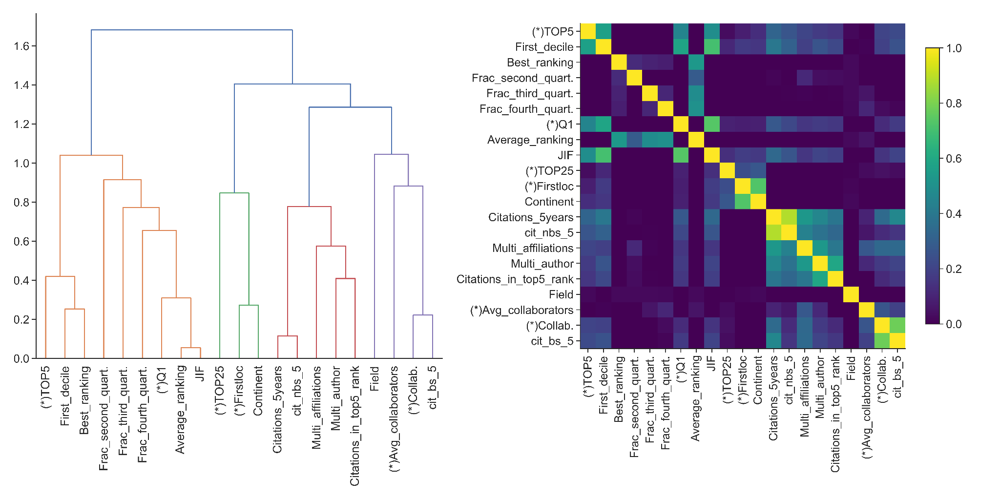 1.6
1.4
1.2
1.0
0.8
0.6
0.4
0.2
0.0
(*)TOP5
First_decile
Best_ranking
Frac_second_quart.
Frac_third_quart.
Frac_fourth_quart.
(*)Q1
Average_ranking
JIF
(*)TOP25
(*)Firstloc
Continent
Citations_5years
cit_nbs_5
Multi_affiliations
Multi_author
Citations_in_top5_rank
Field
(*)Avg_collaborators
(*)Collab.
cit_bs_5
(*)TOP5
First_decile
Best_ranking
Frac_second_quart.
Frac_third_quart.
Frac_fourth_quart.
(*)Q1
Average_ranking
JIF
(*)TOP25
(*)Firstloc
Continent
Citations_5years
cit_nbs_5
Multi_affiliations
Multi_author
Citations_in_top5_rank
Field
(*)Avg_collaborators
(*)Collab.
cit_bs_5
(*)TOP5
First_decile
Best_ranking
Frac_second_quart.
Frac_third_quart.
Frac_fourth_quart.
(*)Q1
Average_ranking
JIF
(*)TOP25
(*)Firstloc
Continent
Citations_5years
cit_nbs_5
Multi_affiliations
Multi_author
Citations_in_top5_rank
Field
(*)Avg_collaborators
(*)Collab.
cit_bs_5
1.0
0.8
0.6
0.4
0.2
0.0